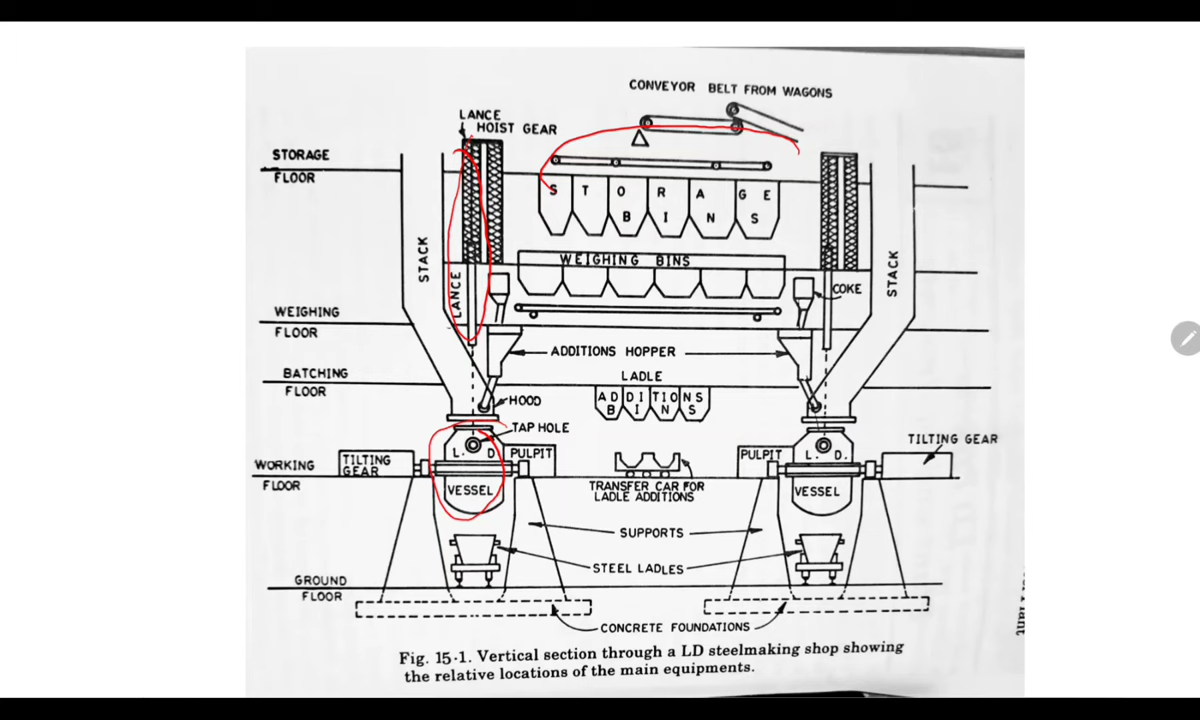 CONVEYOR BELT FROM WAGONS
LANCE
HOIST GEAR
STORAGE
FLOOR
STORAGE
BINS
STACK
LANCE
WEIGHING BINS
COKE
STACK
WEIGHING
FLOOR
ADDITIONS HOPPER
BATCHING
FLOOR
LADLE
ADDITIONS
BINS
HOOD
TAP HOLE
TILTING GEAR
L. D
PULPIT
PULPIT
L. D.
WORKING
FLOOR
TILTING
GEAR
VESSEL
TRANSFER CAR FOR
LADLE ADDITIONS
VESSEL
SUPPORTS
STEEL LADLES
GROUND
FLOOR
CONCRETE FOUNDATIONS
Fig. 15·1. Vertical section through a LD steelmaking shop showing
the relative locations of the main equipments.